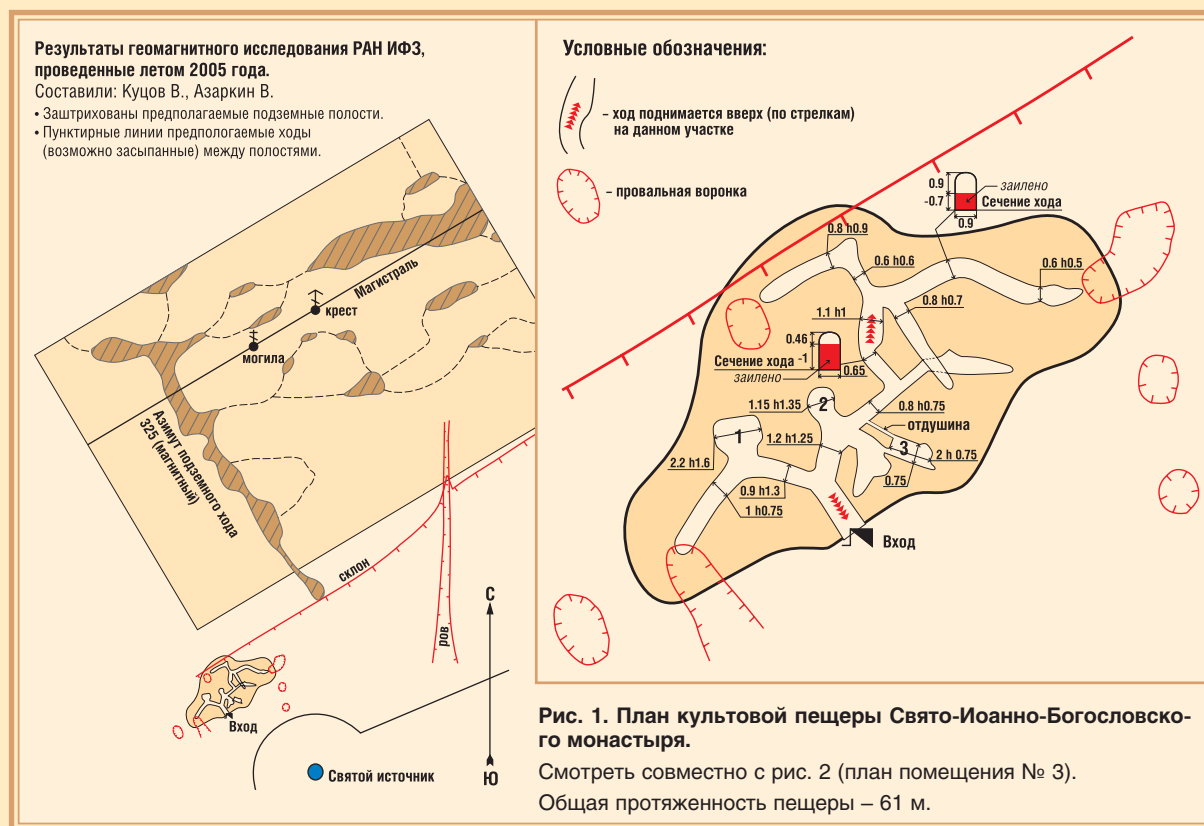 Результаты геомагнитного исследования РАН ИФЗ,
проведенные летом 2005 года.
Составили: Куцов В., Азаркин В.
• Заштрихованы предполагаемые подземные полости.
• Пунктирные линии предпологаемые ходы
(возможно засыпанные) между полостями.
Магистраль
крест
могила
Азимут подземного хода
325 (магнитный)
склон
ров
С
Ю
Вход
Святой источник
Условные обозначения:
– ход поднимается вверх (по стрелкам)
на данном участке
– провальная воронка
0.9
-0.7
0.9
заилено
Сечение хода
0.8 h0.9
0.6 h0.6
0.6 h0.5
0.8 h0.7
1.1 h1
0.46
Сечение хода -1
0.65
заилено
1.15 h1.35
2
0.8 h0.75
отдушина
1
1.2 h1.25
3
2 h 0.75
2.2 h1.6
0.75
0.9 h1.3
1 h0.75
Вход
Рис. 1. План культовой пещеры Свято-Иоанно-Богословско-
го монастыря.
Смотреть совместно с рис. 2 (план помещения № 3).
Общая протяженность пещеры – 61 м.